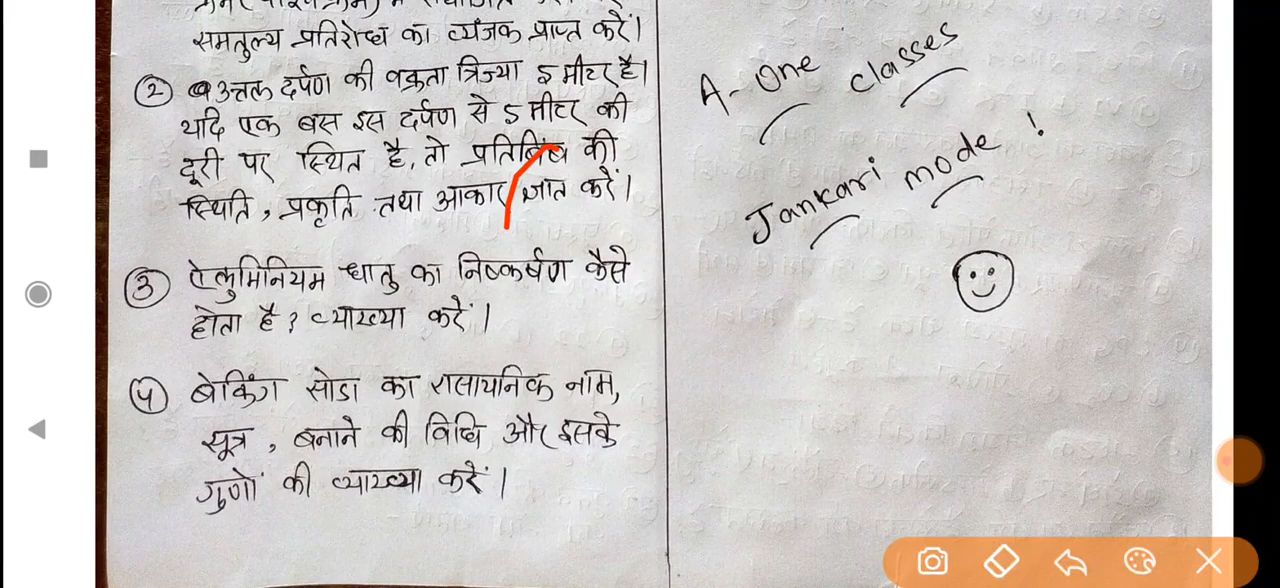 समतुल्य प्रतिरोध का व्यंजक प्राप्त करें।
② उत्तल दर्पण की वक्रता त्रिज्या 5 मीटर है।
यदि एक बस इस दर्पण से 5 मीटर की
दूरी पर स्थित है, तो प्रतिबिंब की
स्थिति, प्रकृति तथा आकार ज्ञात करें।
③ ऐलुमिनियम धातु का निष्कर्षण कैसे
होता है? व्याख्या करें।
④ बेकिंग सोडा का रासायनिक नाम,
सूत्र, बनाने की विधि और इसके
गुणों की व्याख्या करें।
A-One classes
Jankari mode!